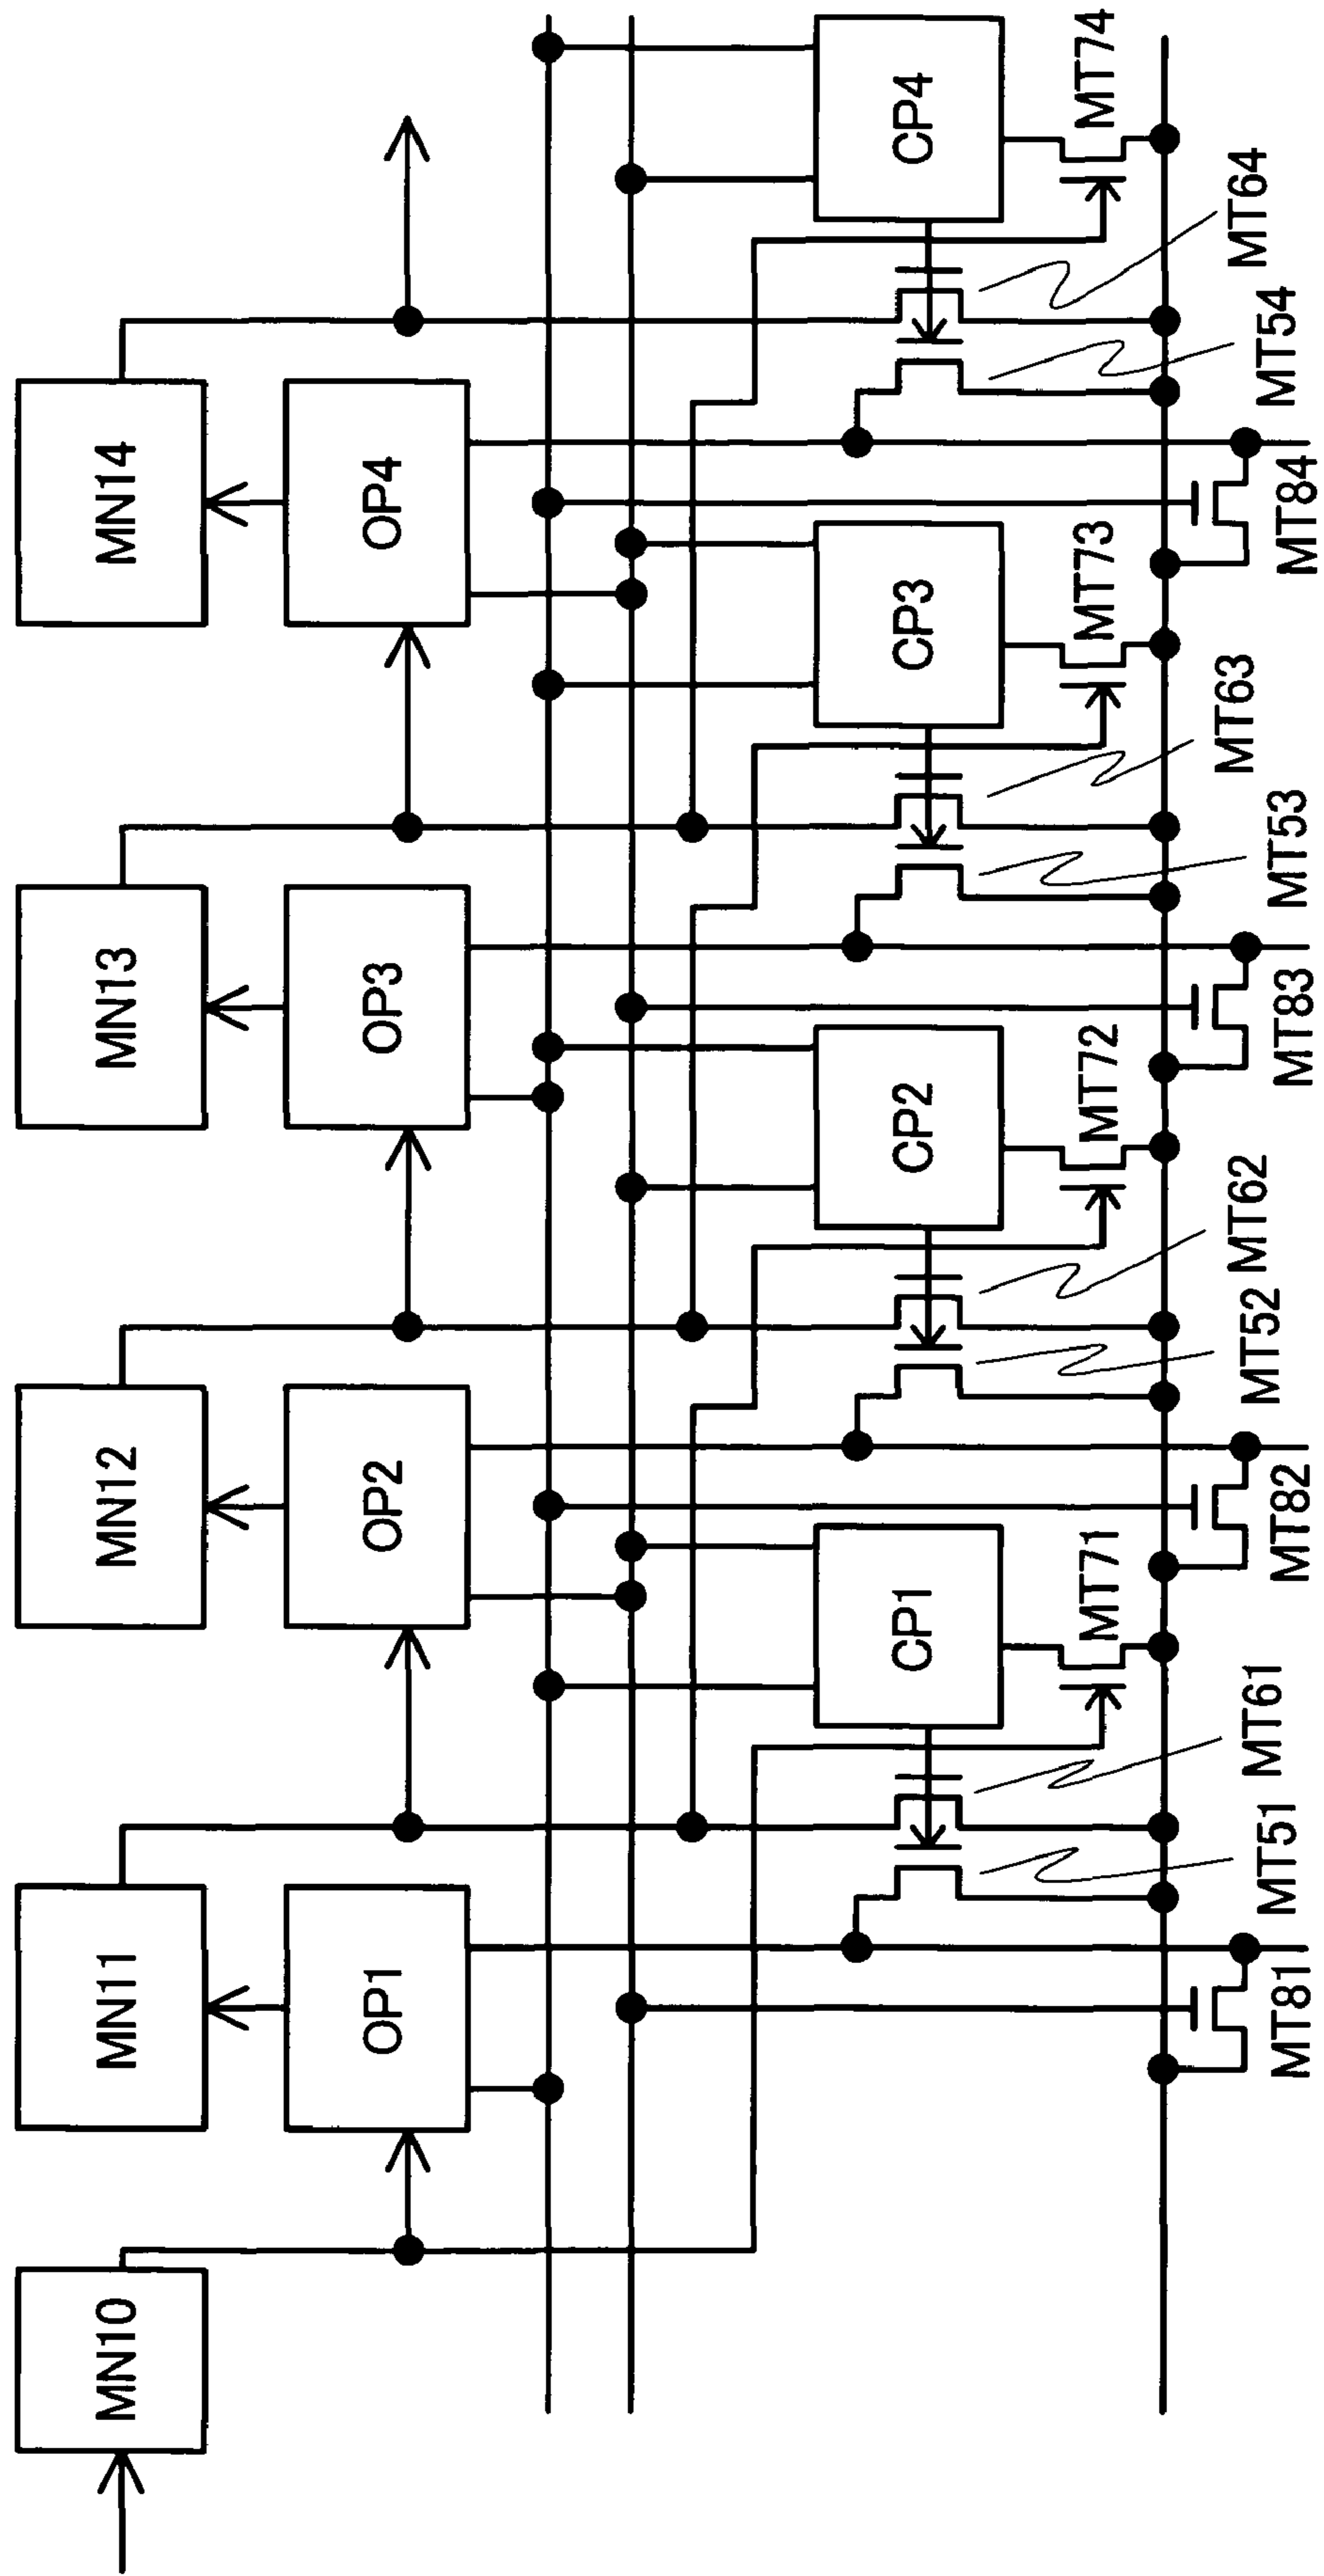 MN10
MN11
MN12
MN13
MN14
OP1
OP2
OP3
OP4
CP1
CP2
CP3
CP4
MT71
MT72
MT73
MT74
MT81
MT51
MT61
MT82
MT52
MT62
MT83
MT53
MT63
MT84
MT54
MT64